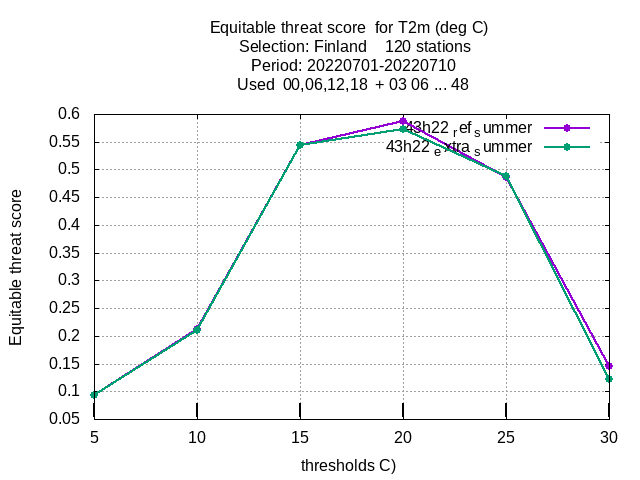 Equitable threat score  for T2m (deg C)
Selection: Finland    120 stations
Period: 20220701-20220710
Used  00,06,12,18  + 03 06 ... 48
43h22 ref summer
43h22 extra summer
0.6
0.55
0.5
0.45
0.4
0.35
0.3
0.25
0.2
0.15
0.1
0.05
5 10 15 20 25 30
Equitable threat score
thresholds C)